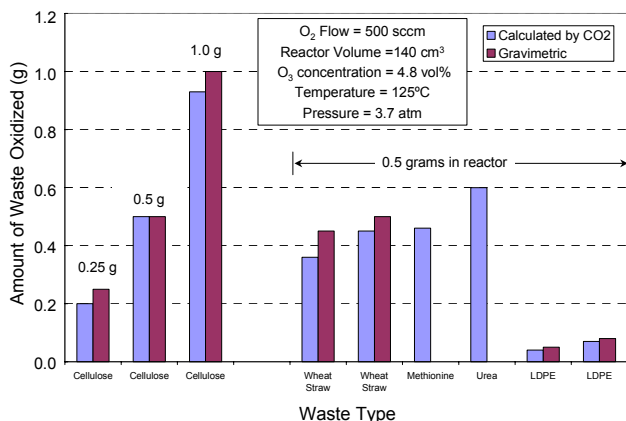 1.2
1.0
0.8
0.6
0.4
0.2
0.0
Amount of Waste Oxidized (g)
O2 Flow = 500 sccm
Reactor Volume =140 cm³
O3 concentration = 4.8 vol%
Temperature = 125ºC
Pressure = 3.7 atm
Calculated by CO2
Gravimetric
1.0 g
0.5 grams in reactor
0.5 g
0.25 g
Cellulose
Cellulose
Cellulose
Wheat
Straw
Wheat
Straw
Methionine
Urea
LDPE
LDPE
Waste Type